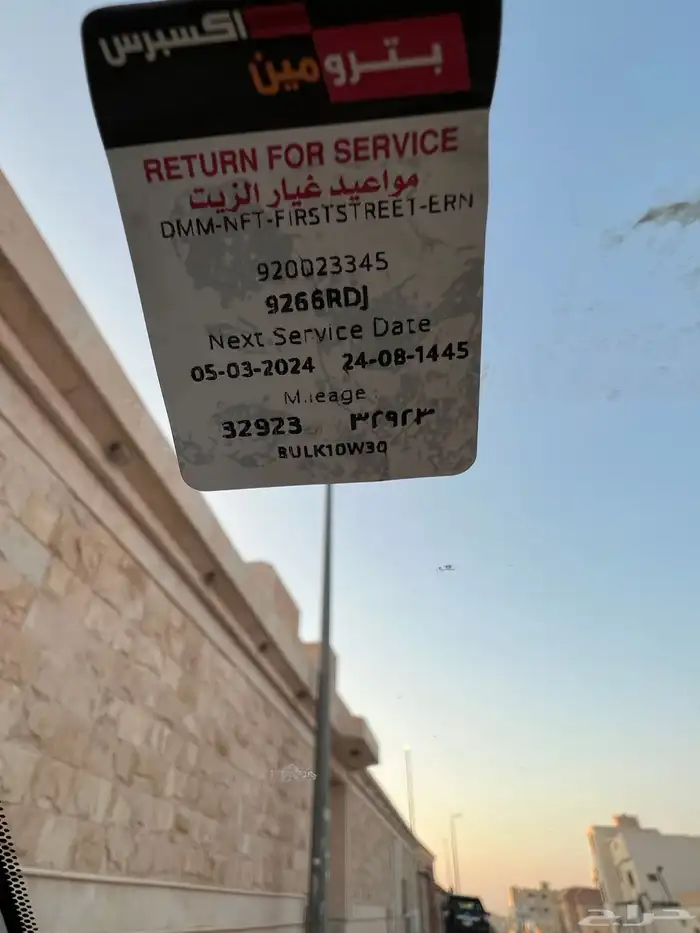 بترومين اكسبرس
RETURN FOR SERVICE
مواعيد غيار الزيت
DMM-NFT-FIRSTSTREET-ERN
920023345
9266RDJ
Next Service Date
05-03-2024 24-08-1445
Mileage
32923 ٣٢٩٢٣
BULK10W30
حراج